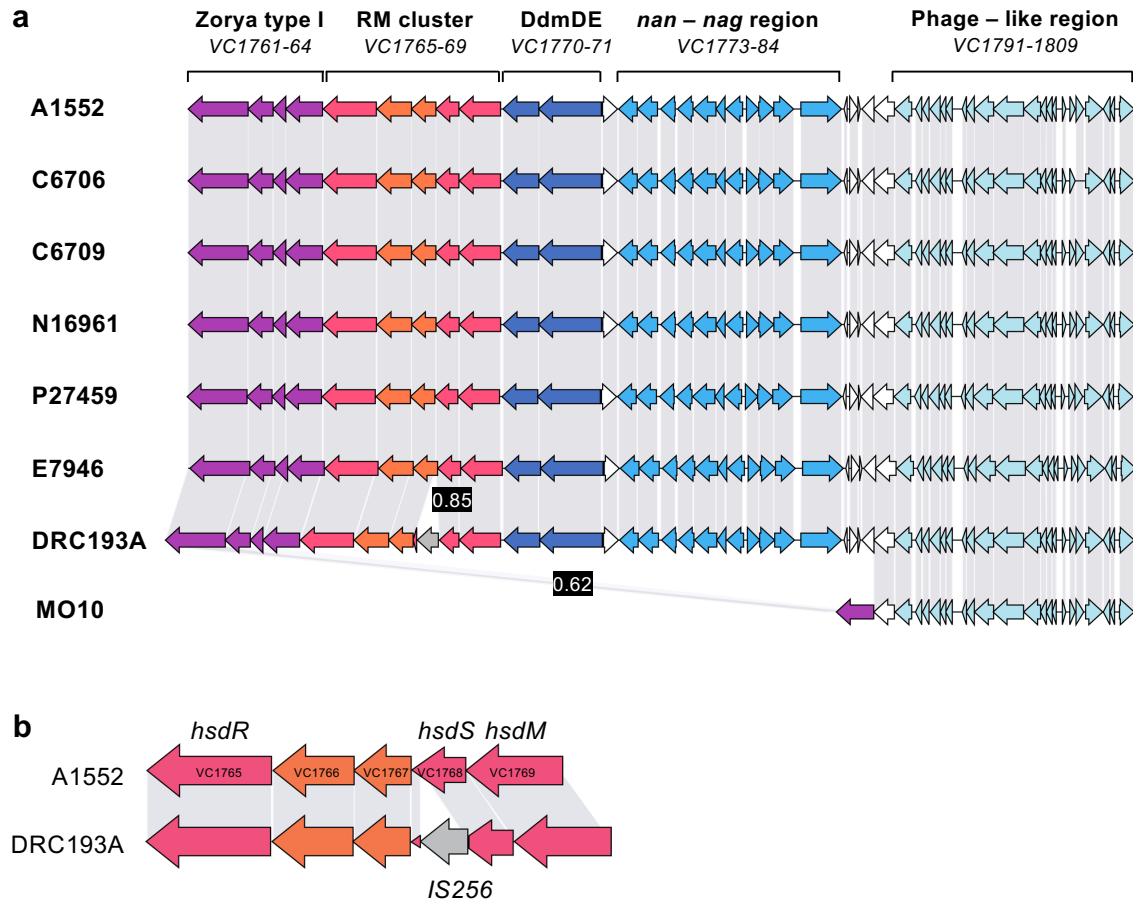 a
Zorya type I RM cluster DdmDE nan – nag region Phage – like region
VC1761-64 VC1765-69 VC1770-71 VC1773-84 VC1791-1809
A1552
C6706
C6709
N16961
P27459
E7946
0.85
DRC193A
0.62
MO10
b
hsdR hsdS hsdM
A1552 VC1765 VC1766 VC1767 VC1768 VC1769
DRC193A
IS256